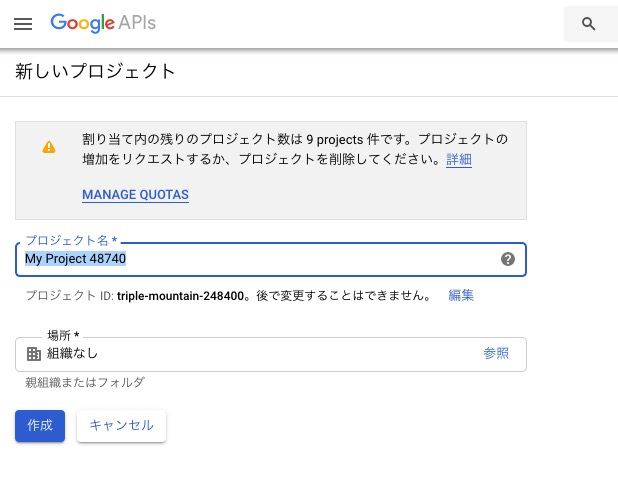 Google APIs
新しいプロジェクト
割り当て内の残りのプロジェクト数は 9 projects 件です。プロジェクトの
増加をリクエストするか、プロジェクトを削除してください。詳細
MANAGE QUOTAS
プロジェクト名 *
My Project 48740
プロジェクト ID: triple-mountain-248400。後で変更することはできません。 編集
場所 *
組織なし 参照
親組織またはフォルダ
作成 キャンセル